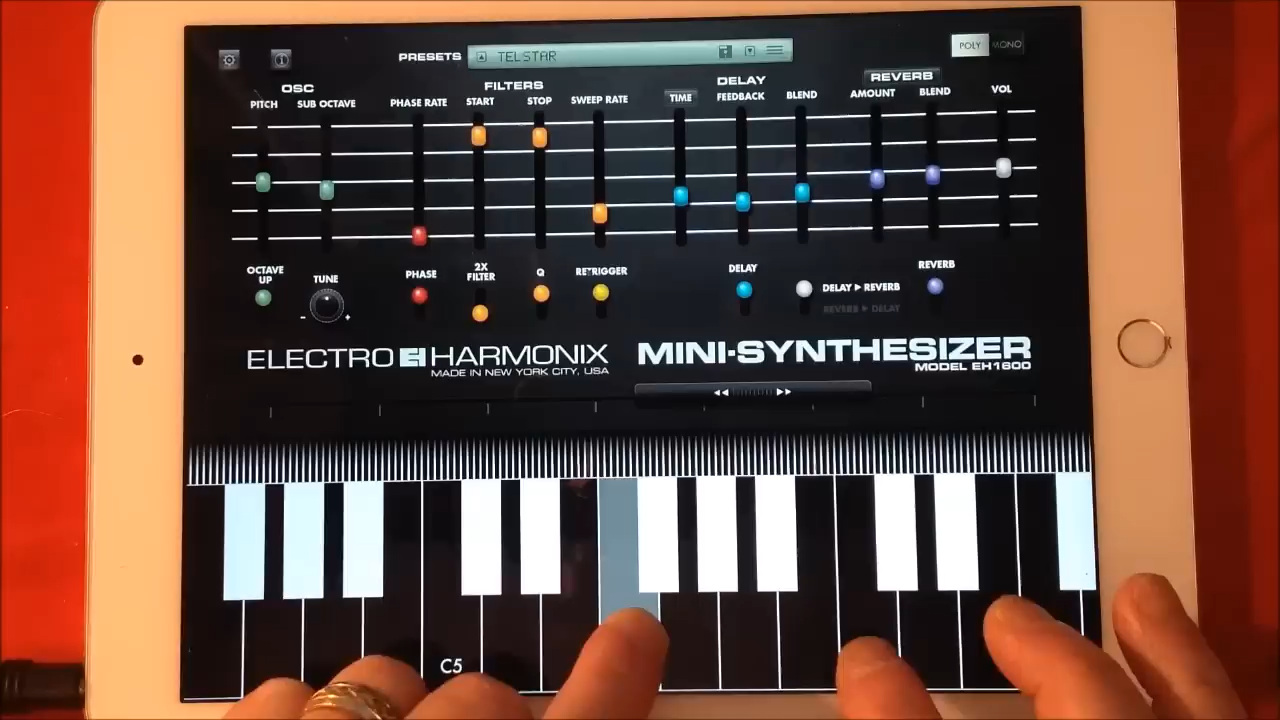 PRESETS TELSTAR
POLY MONO
OSC
FILTERS
DELAY
REVERB
PITCH SUB OCTAVE PHASE RATE START STOP SWEEP RATE TIME FEEDBACK BLEND AMOUNT BLEND VOL
OCTAVE UP
TUNE
- +
PHASE
2X FILTER
Q
RETRIGGER
DELAY
DELAY ▶ REVERB
REVERB ▶ DELAY
REVERB
ELECTRO EH HARMONIX
MADE IN NEW YORK CITY, USA
MINI-SYNTHESIZER
MODEL EH1600
C5